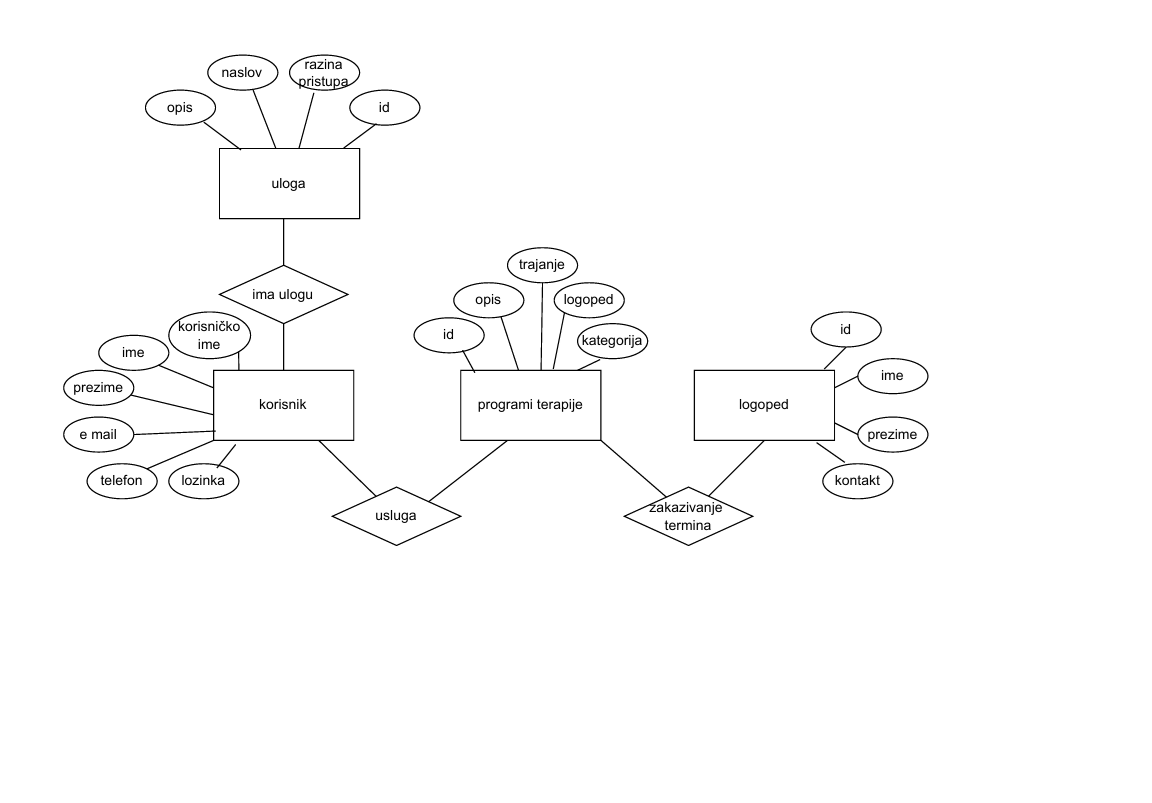 naslov
razina
pristupa
opis
id
uloga
ima ulogu
trajanje
opis
logoped
id
kategorija
korisničko
ime
ime
prezime
e mail
telefon
lozinka
korisnik
programi terapije
logoped
id
ime
prezime
kontakt
usluga
zakazivanje
termina